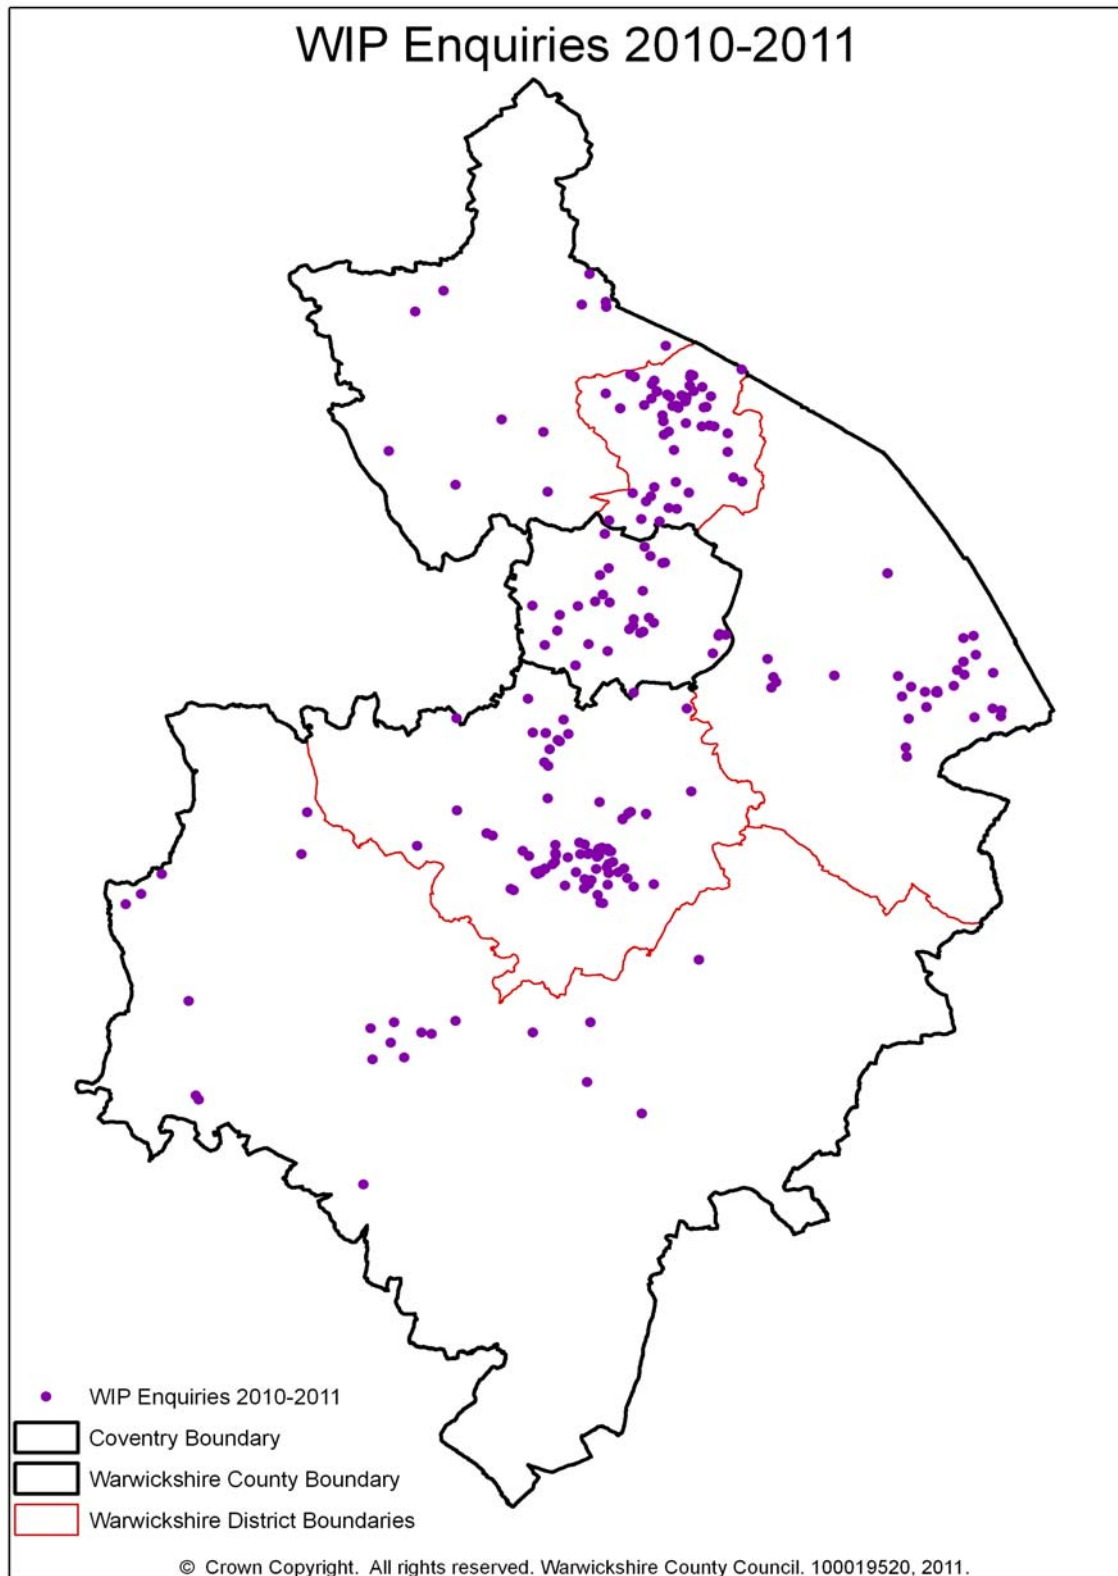 WIP Enquiries 2010-2011
WIP Enquiries 2010-2011
Coventry Boundary
Warwickshire County Boundary
Warwickshire District Boundaries
© Crown Copyright. All rights reserved. Warwickshire County Council. 100019520, 2011.